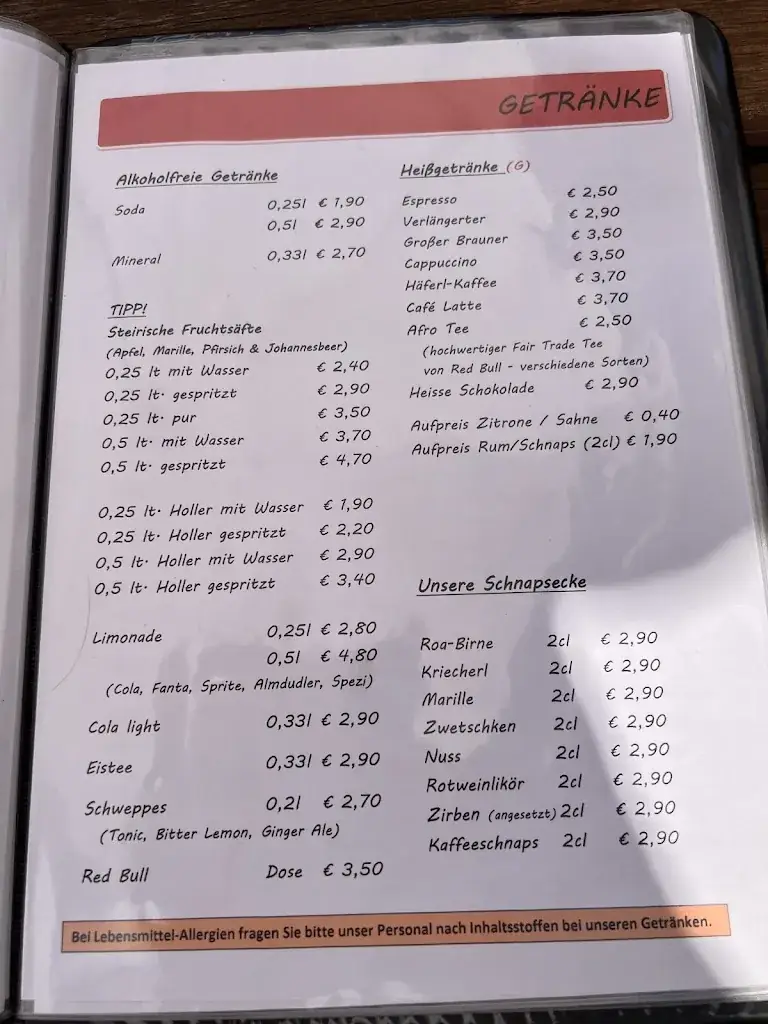 GETRÄNKE
Alkoholfreie Getränke
Soda 0,25l € 1,90
0,5l € 2,90
Mineral 0,33l € 2,70
TIPP!
Steirische Fruchtsäfte
(Apfel, Marille, Pfirsich & Johannesbeer)
0,25 lt mit Wasser € 2,40
0,25 lt. gespritzt € 2,90
0,25 lt. pur € 3,50
0,5 lt. mit Wasser € 3,70
0,5 lt. gespritzt € 4,70
0,25 lt. Holler mit Wasser € 1,90
0,25 lt. Holler gespritzt € 2,20
0,5 lt. Holler mit Wasser € 2,90
0,5 lt. Holler gespritzt € 3,40
Limonade 0,25l € 2,80
0,5l € 4,80
(Cola, Fanta, Sprite, Almdudler, Spezi)
Cola light 0,33l € 2,90
Eistee 0,33l € 2,90
Schweppes 0,2l € 2,70
(Tonic, Bitter Lemon, Ginger Ale)
Red Bull Dose € 3,50
Heißgetränke (G)
Espresso € 2,50
Verlängerter € 2,90
Großer Brauner € 3,50
Cappuccino € 3,50
Häferl-Kaffee € 3,70
Café Latte € 3,70
Afro Tee € 2,50
(hochwertiger Fair Trade Tee
von Red Bull - verschiedene Sorten)
Heisse Schokolade € 2,90
Aufpreis Zitrone / Sahne € 0,40
Aufpreis Rum/Schnaps (2cl) € 1,90
Unsere Schnapsecke
Roa-Birne 2cl € 2,90
Kriecherl 2cl € 2,90
Marille 2cl € 2,90
Zwetschken 2cl € 2,90
Nuss 2cl € 2,90
Rotweinlikör 2cl € 2,90
Zirben (angesetzt) 2cl € 2,90
Kaffeeschnaps 2cl € 2,90
Bei Lebensmittel-Allergien fragen Sie bitte unser Personal nach Inhaltsstoffen bei unseren Getränken.